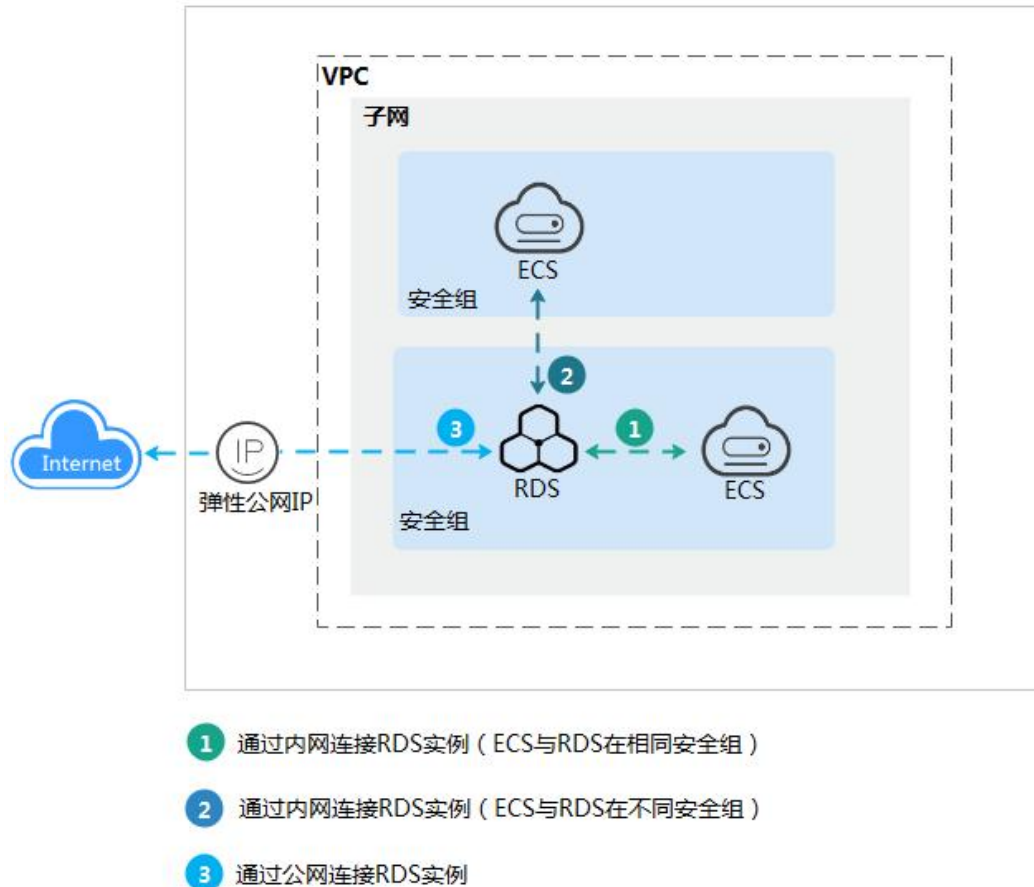 VPC
子网
ECS
安全组
2
3
1
Internet
IP
RDS
ECS
弹性公网IP
安全组
1 通过内网连接RDS实例（ECS与RDS在相同安全组）
2 通过内网连接RDS实例（ECS与RDS在不同安全组）
3 通过公网连接RDS实例